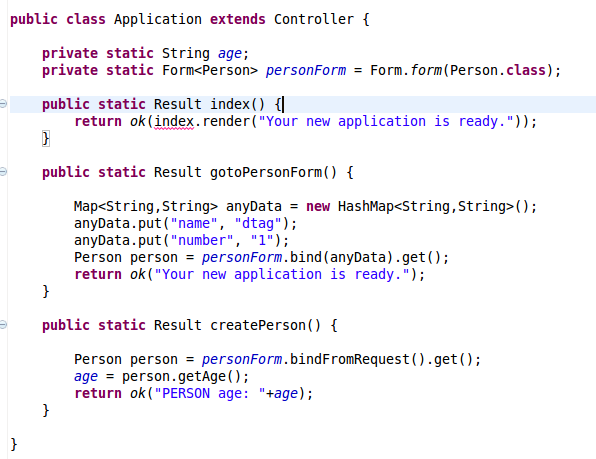 public class Application extends Controller {
private static String age;
private static Form<Person> personForm = Form.form(Person.class);
public static Result index() {
return ok(index.render("Your new application is ready."));
}
public static Result gotoPersonForm() {
Map<String,String> anyData = new HashMap<String,String>();
anyData.put("name", "dtag");
anyData.put("number", "1");
Person person = personForm.bind(anyData).get();
return ok("Your new application is ready.");
}
public static Result createPerson() {
Person person = personForm.bindFromRequest().get();
age = person.getAge();
return ok("PERSON age: "+age);
}
}